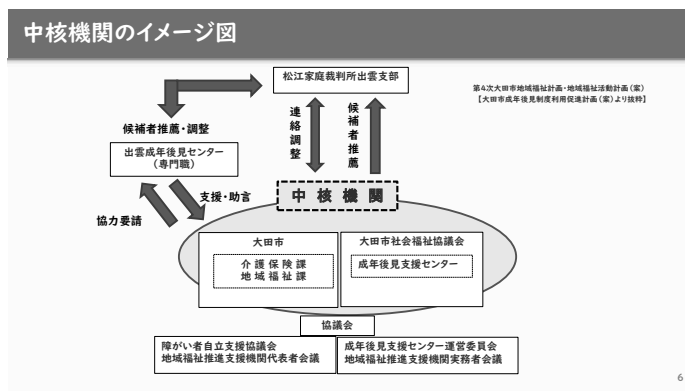 中核機関のイメージ図
松江家庭裁判所出雲支部
第4次大田市地域福祉計画・地域福祉活動計画(案)
【大田市成年後見制度利用促進計画(案)より抜粋】
候補者推薦・調整
出雲成年後見センター
(専門職)
連絡調整
候補者推薦
支援・助言
協力要請
中核機関
大田市
介護保険課
地域福祉課
大田市社会福祉協議会
成年後見支援センター
協議会
障がい者自立支援協議会
地域福祉推進支援機関代表者会議
成年後見支援センター運営委員会
地域福祉推進支援機関実務者会議
6